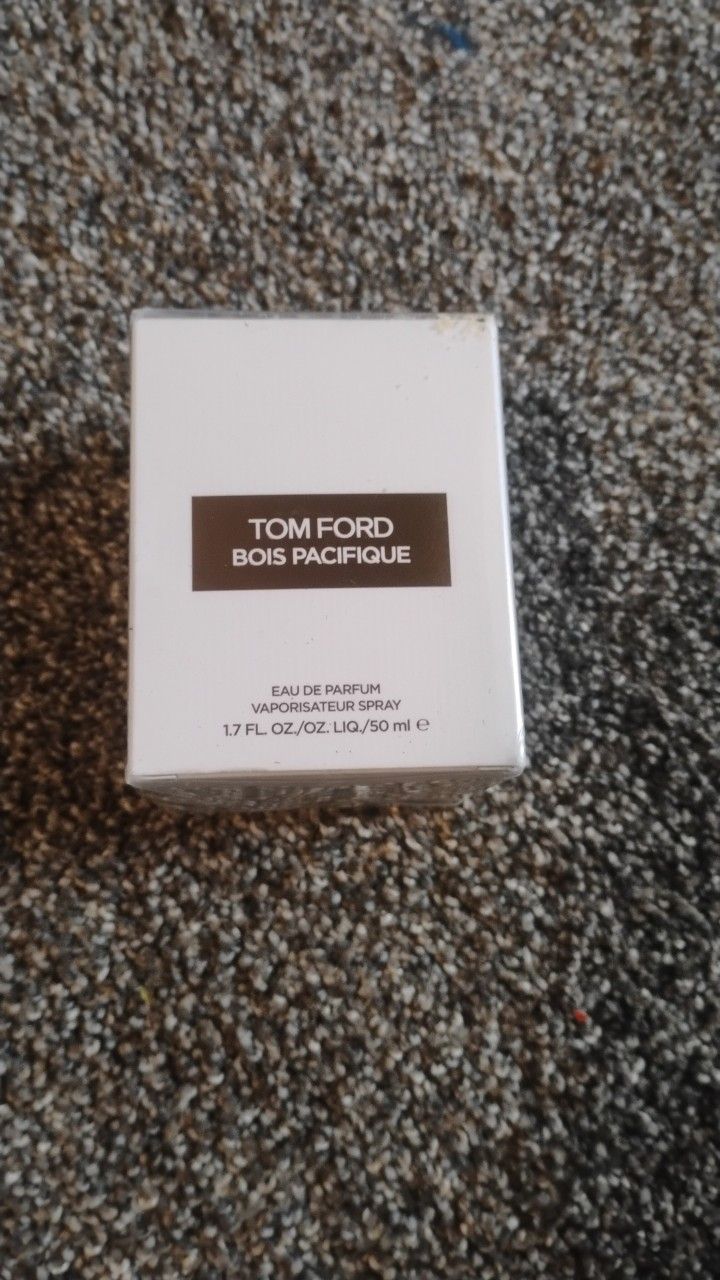 TOM FORD
BOIS PACIFIQUE
EAU DE PARFUM
VAPORISATEUR SPRAY
1.7 FL. OZ./OZ. LIQ./50 ml ℮